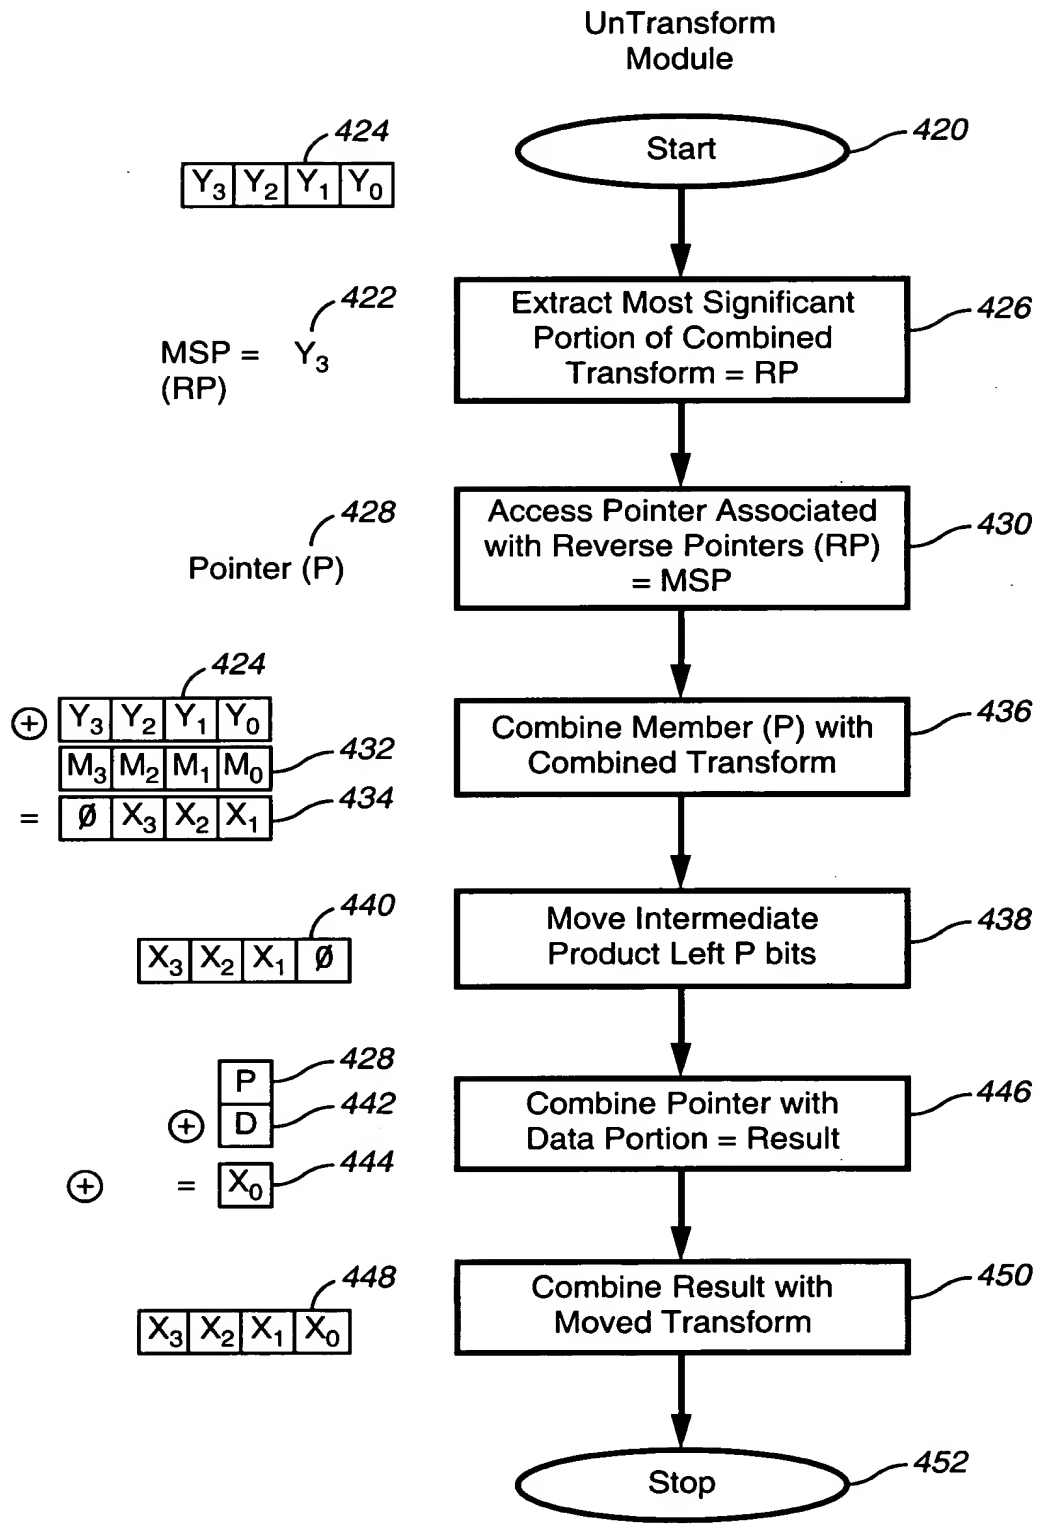 UnTransform
Module
424
Y3 Y2 Y1 Y0
Start
420
422
MSP = Y3
(RP)
Extract Most Significant
Portion of Combined
Transform = RP
426
428
Pointer (P)
Access Pointer Associated
with Reverse Pointers (RP)
= MSP
430
424
⊕ Y3 Y2 Y1 Y0
M3 M2 M1 M0 432
= Ø X3 X2 X1 434
Combine Member (P) with
Combined Transform
436
440
X3 X2 X1 Ø
Move Intermediate
Product Left P bits
438
P 428
⊕ D 442
⊕ = X0 444
Combine Pointer with
Data Portion = Result
446
448
X3 X2 X1 X0
Combine Result with
Moved Transform
450
Stop
452